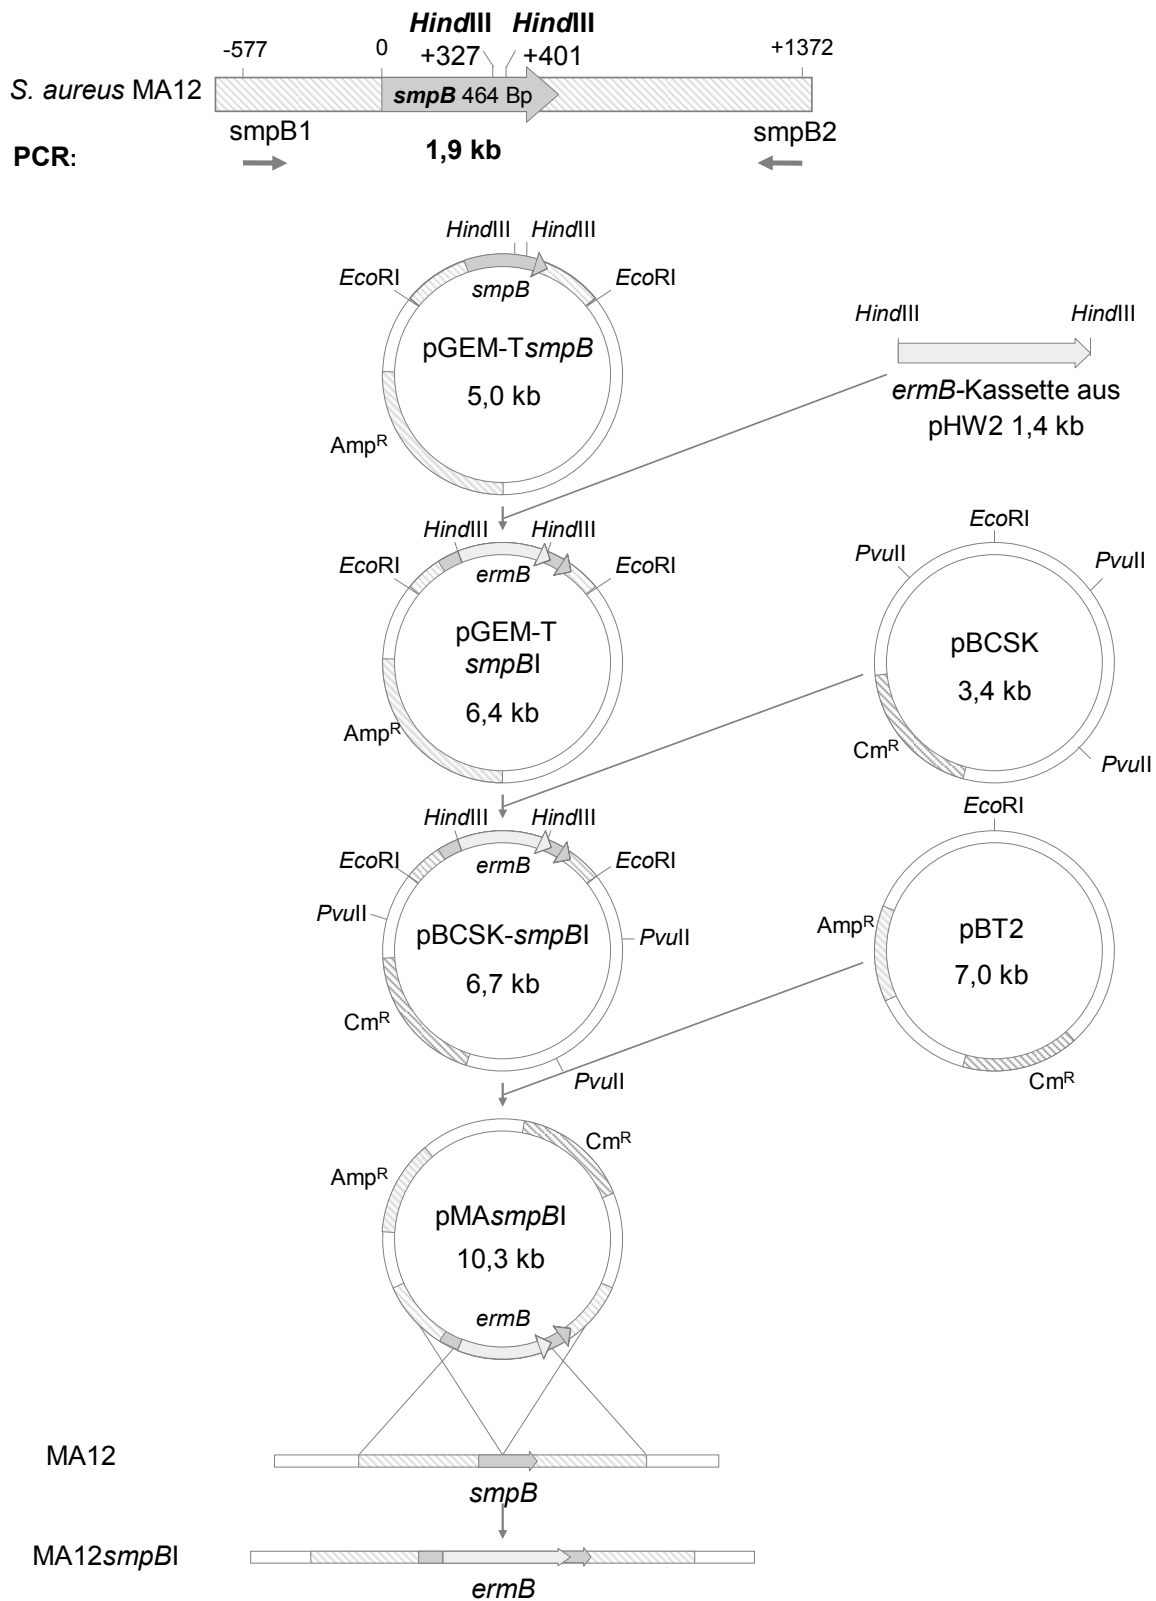 HindIII HindIII
-577 0 +327 +401 +1372
S. aureus MA12
smpB 464 Bp
smpB1 smpB2
PCR: 1,9 kb
HindIII HindIII
EcoRI EcoRI
smpB
pGEM-TsmpB
5,0 kb
AmpR
HindIII HindIII
ermB-Kassette aus
pHW2 1,4 kb
HindIII HindIII
EcoRI EcoRI
ermB
pGEM-T
smpBI
6,4 kb
AmpR
EcoRI
PvuII PvuII
pBCSK
3,4 kb
CmR
PvuII
HindIII HindIII
EcoRI EcoRI
ermB
PvuII PvuII
pBCSK-smpBI
6,7 kb
CmR
PvuII
EcoRI
AmpR
pBT2
7,0 kb
CmR
CmR
AmpR
pMAsmpBI
10,3 kb
ermB
MA12
smpB
MA12smpBI
ermB